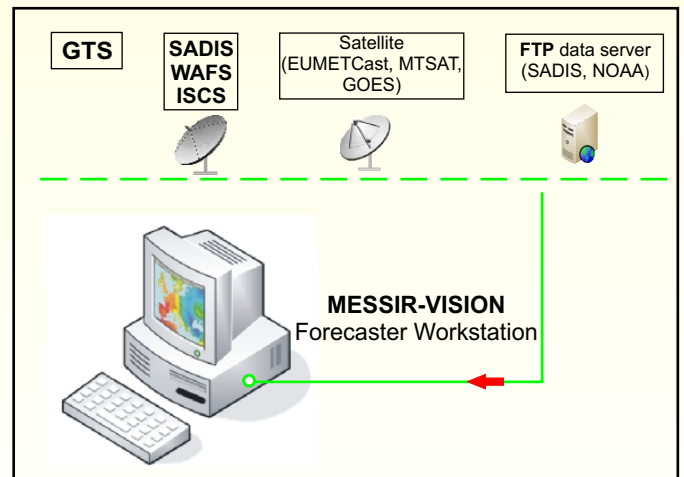 GTS
SADIS
WAFS
ISCS
Satellite
(EUMETCast, MTSAT,
GOES)
FTP data server
(SADIS, NOAA)
MESSIR-VISION
Forecaster Workstation